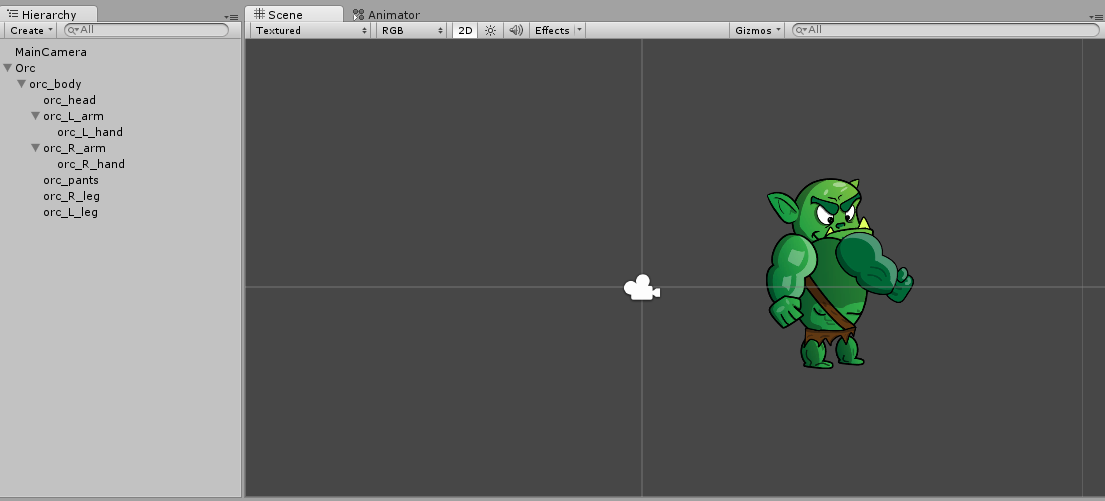 Hierarchy
Create All
MainCamera
Orc
orc_body
orc_head
orc_L_arm
orc_L_hand
orc_R_arm
orc_R_hand
orc_pants
orc_R_leg
orc_L_leg
Scene Animator
Textured RGB 2D Effects Gizmos All